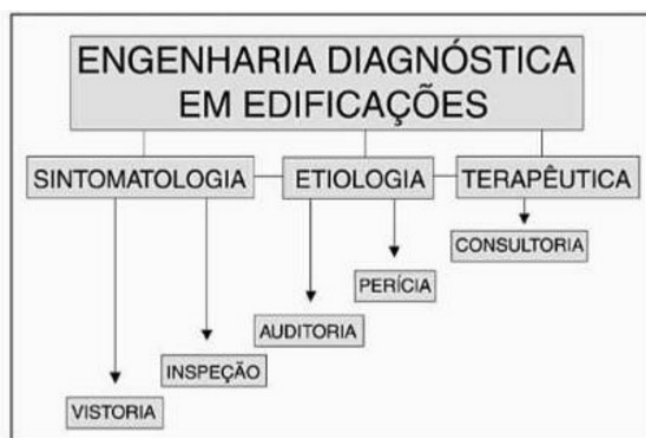 ENGENHARIA DIAGNÓSTICA
EM EDIFICAÇÕES
SINTOMATOLOGIA
ETIOLOGIA
TERAPÊUTICA
CONSULTORIA
PERÍCIA
AUDITORIA
INSPEÇÃO
VISTORIA